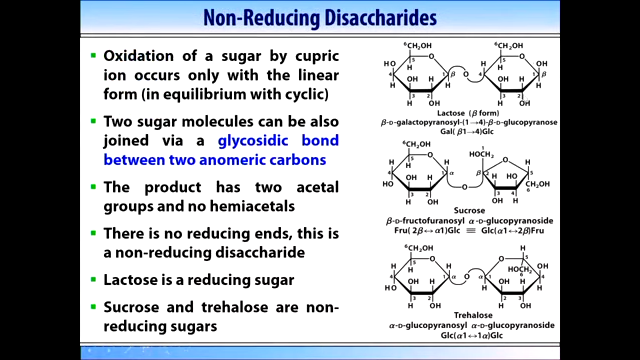 Non-Reducing Disaccharides
Oxidation of a sugar by cupric
ion occurs only with the linear
form (in equilibrium with cyclic)
Two sugar molecules can be also
joined via a glycosidic bond
between two anomeric carbons
The product has two acetal
groups and no hemiacetals
There is no reducing ends, this is
a non-reducing disaccharide
Lactose is a reducing sugar
Sucrose and trehalose are non-
reducing sugars
Lactose (β form)
β-D-galactopyranosyl-(1→4)-β-D-glucopyranose
Gal(β1→4)Glc
Sucrose
β-D-fructofuranosyl α-D-glucopyranoside
Fru(2β↔α1)Glc ≡ Glc(α1↔2β)Fru
Trehalose
α-D-glucopyranosyl α-D-glucopyranoside
Glc(α1↔1α)Glc